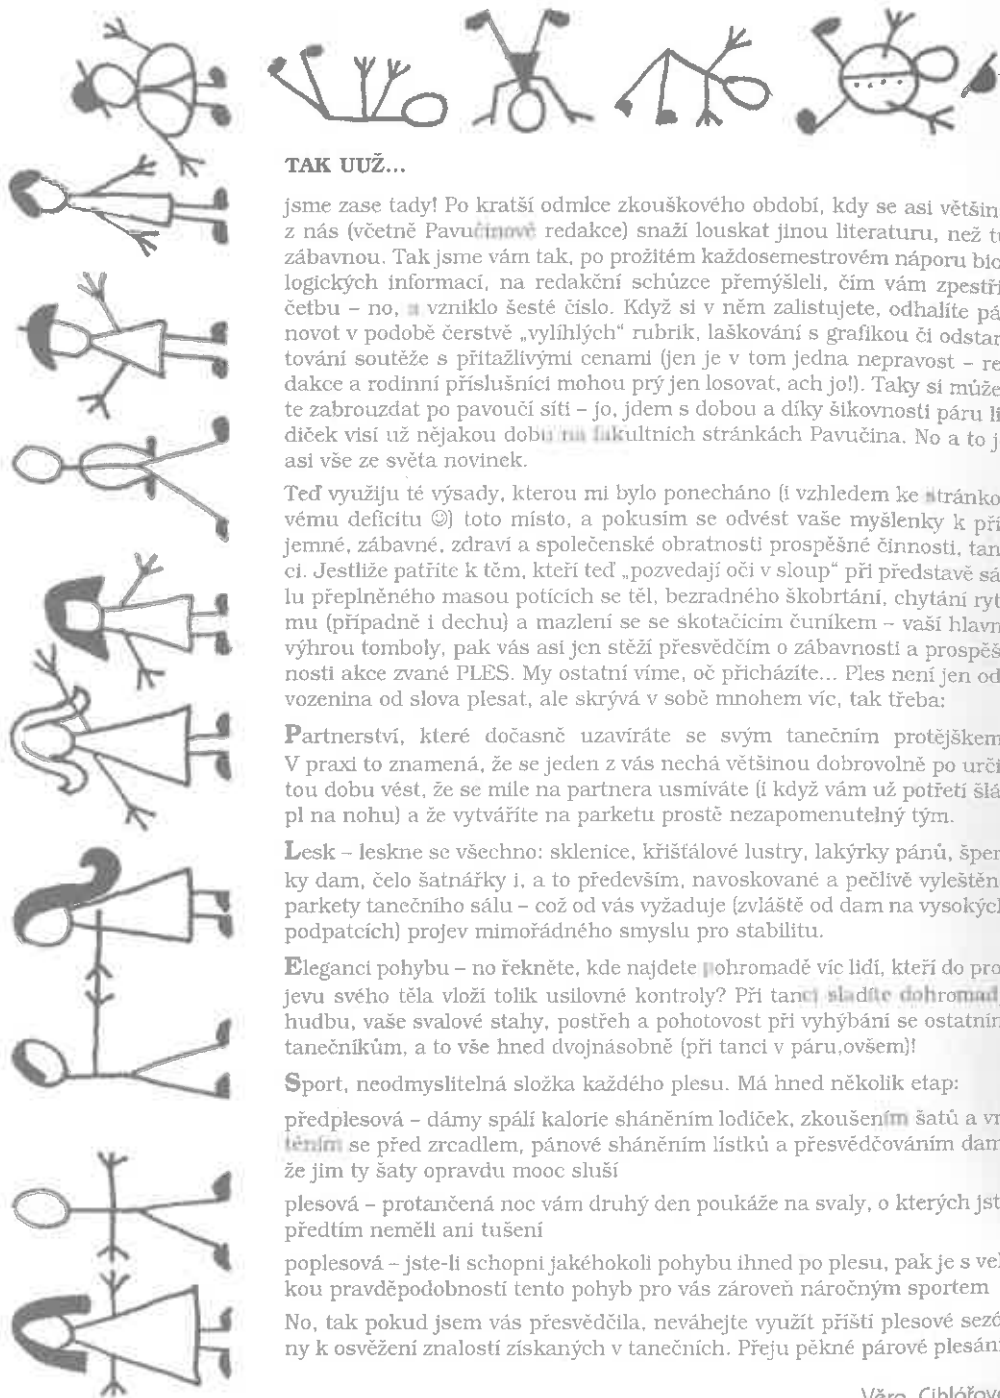 TAK UUŽ...
jsme zase tady! Po kratší odmlce zkouškového období, kdy se asi většin
z nás (včetně Pavučinové redakce) snaží louskat jinou literaturu, než tu
zábavnou. Tak jsme vám tak, po prožitém každosemestrovém náporu bio
logických informací, na redakční schůzce přemýšleli, čím vám zpestři
četbu – no, a vzniklo šesté číslo. Když si v něm zalistujete, odhalíte pá
novot v podobě čerstvě „vylíhlých“ rubrik, laškování s grafikou či odstar
tování soutěže s přitažlivými cenami (jen je v tom jedna nepravost – re
dakce a rodinní příslušníci mohou prý jen losovat, ach jo!). Taky si může
te zabrouzdat po pavoučí síti – jo, jdem s dobou a díky šikovnosti páru li
diček visí už nějakou dobu na fakultních stránkách Pavučina. No a to j
asi vše ze světa novinek.
Teď využiju té výsady, kterou mi bylo ponecháno (i vzhledem ke stránko
vému deficitu ☺) toto místo, a pokusím se odvést vaše myšlenky k pří
jemné, zábavné, zdraví a společenské obratnosti prospěšné činnosti, tan
ci. Jestliže patříte k těm, kteří teď „pozvedají oči v sloup“ při představě sá
lu přeplněného masou potících se těl, bezradného škobrtání, chytání ryt
mu (případně i dechu) a mazlení se se skotačícím čuníkem – vaší hlavn
výhrou tomboly, pak vás asi jen stěží přesvědčím o zábavnosti a prospěš
nosti akce zvané PLES. My ostatní víme, oč přicházíte... Ples není jen od
vozenina od slova plesat, ale skrývá v sobě mnohem víc, tak třeba:
Partnerství, které dočasně uzavíráte se svým tanečním protějškem
V praxi to znamená, že se jeden z vás nechá většinou dobrovolně po urči
tou dobu vést, že se mile na partnera usmíváte (i když vám už potřetí šlá
pl na nohu) a že vytváříte na parketu prostě nezapomenutelný tým.
Lesk – leskne se všechno: sklenice, křišťálové lustry, lakýrky pánů, šper
ky dam, čelo šatnářky i, a to především, navoskované a pečlivě vyleštěn
parkety tanečního sálu – což od vás vyžaduje (zvláště od dam na vysokýcl
podpatcích) projev mimořádného smyslu pro stabilitu.
Eleganci pohybu – no řekněte, kde najdete pohromadě víc lidí, kteří do pro
jevu svého těla vloží tolik usilovné kontroly? Při tanci sladíte dohromad
hudbu, vaše svalové stahy, postřeh a pohotovost při vyhýbání se ostatním
tanečníkům, a to vše hned dvojnásobně (při tanci v páru,ovšem)!
Sport, neodmyslitelná složka každého plesu. Má hned několik etap:
předplesová – dámy spálí kalorie sháněním lodiček, zkoušením šatů a vr
těním se před zrcadlem, pánové sháněním lístků a přesvědčováním dam
že jim ty šaty opravdu mooc sluší
plesová – protančená noc vám druhý den poukáže na svaly, o kterých jst
předtím neměli ani tušení
poplesová – jste-li schopni jakéhokoli pohybu ihned po plesu, pak je s vel
kou pravděpodobností tento pohyb pro vás zároveň náročným sportem
No, tak pokud jsem vás přesvědčila, neváhejte využít příští plesové sezó
ny k osvěžení znalostí získaných v tanečních. Přeju pěkné párové plesán
Věra Cihlářov